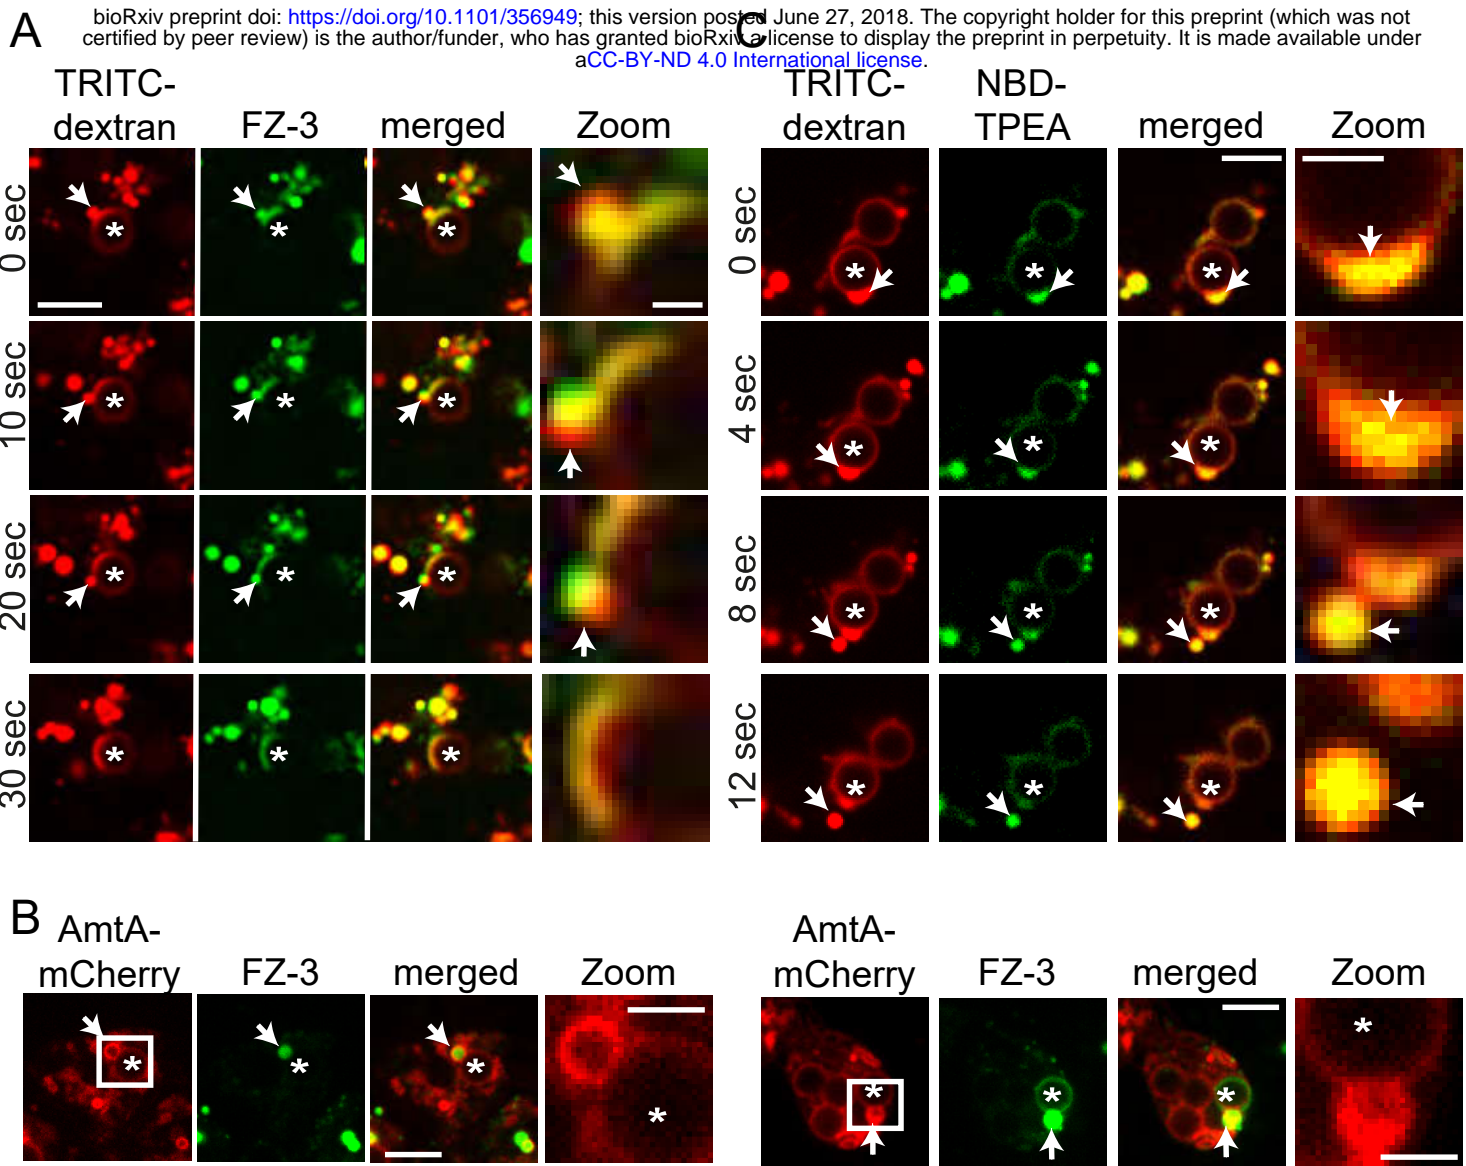 bioRxiv preprint doi: https://doi.org/10.1101/356949; this version posted June 27, 2018. The copyright holder for this preprint (which was not
certified by peer review) is the author/funder, who has granted bioRxiv a license to display the preprint in perpetuity. It is made available under
aCC-BY-ND 4.0 International license.
A
TRITC-
dextran
FZ-3
merged
Zoom
0 sec
10 sec
20 sec
30 sec
C
TRITC-
dextran
NBD-
TPEA
merged
Zoom
0 sec
4 sec
8 sec
12 sec
B
AmtA-
mCherry
FZ-3
merged
Zoom
AmtA-
mCherry
FZ-3
merged
Zoom